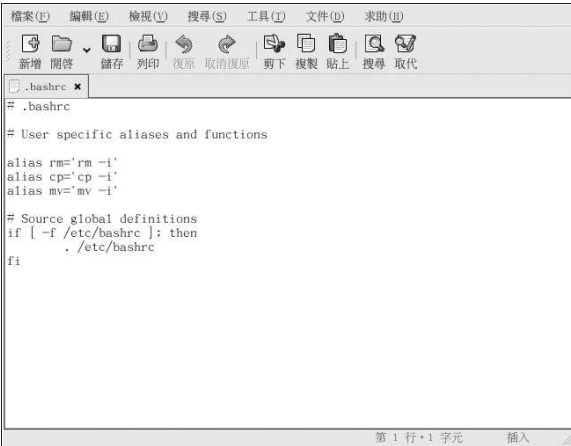 檔案(F) 編輯(E) 檢視(V) 搜尋(S) 工具(T) 文件(D) 求助(H)
新增 開啓 儲存 列印 復原 取消復原 剪下 複製 貼上 搜尋 取代
.bashrc
# .bashrc
# User specific aliases and functions
alias rm='rm -i'
alias cp='cp -i'
alias mv='mv -i'
# Source global definitions
if [ -f /etc/bashrc ]; then
. /etc/bashrc
fi
第 1 行，1 字元 插入